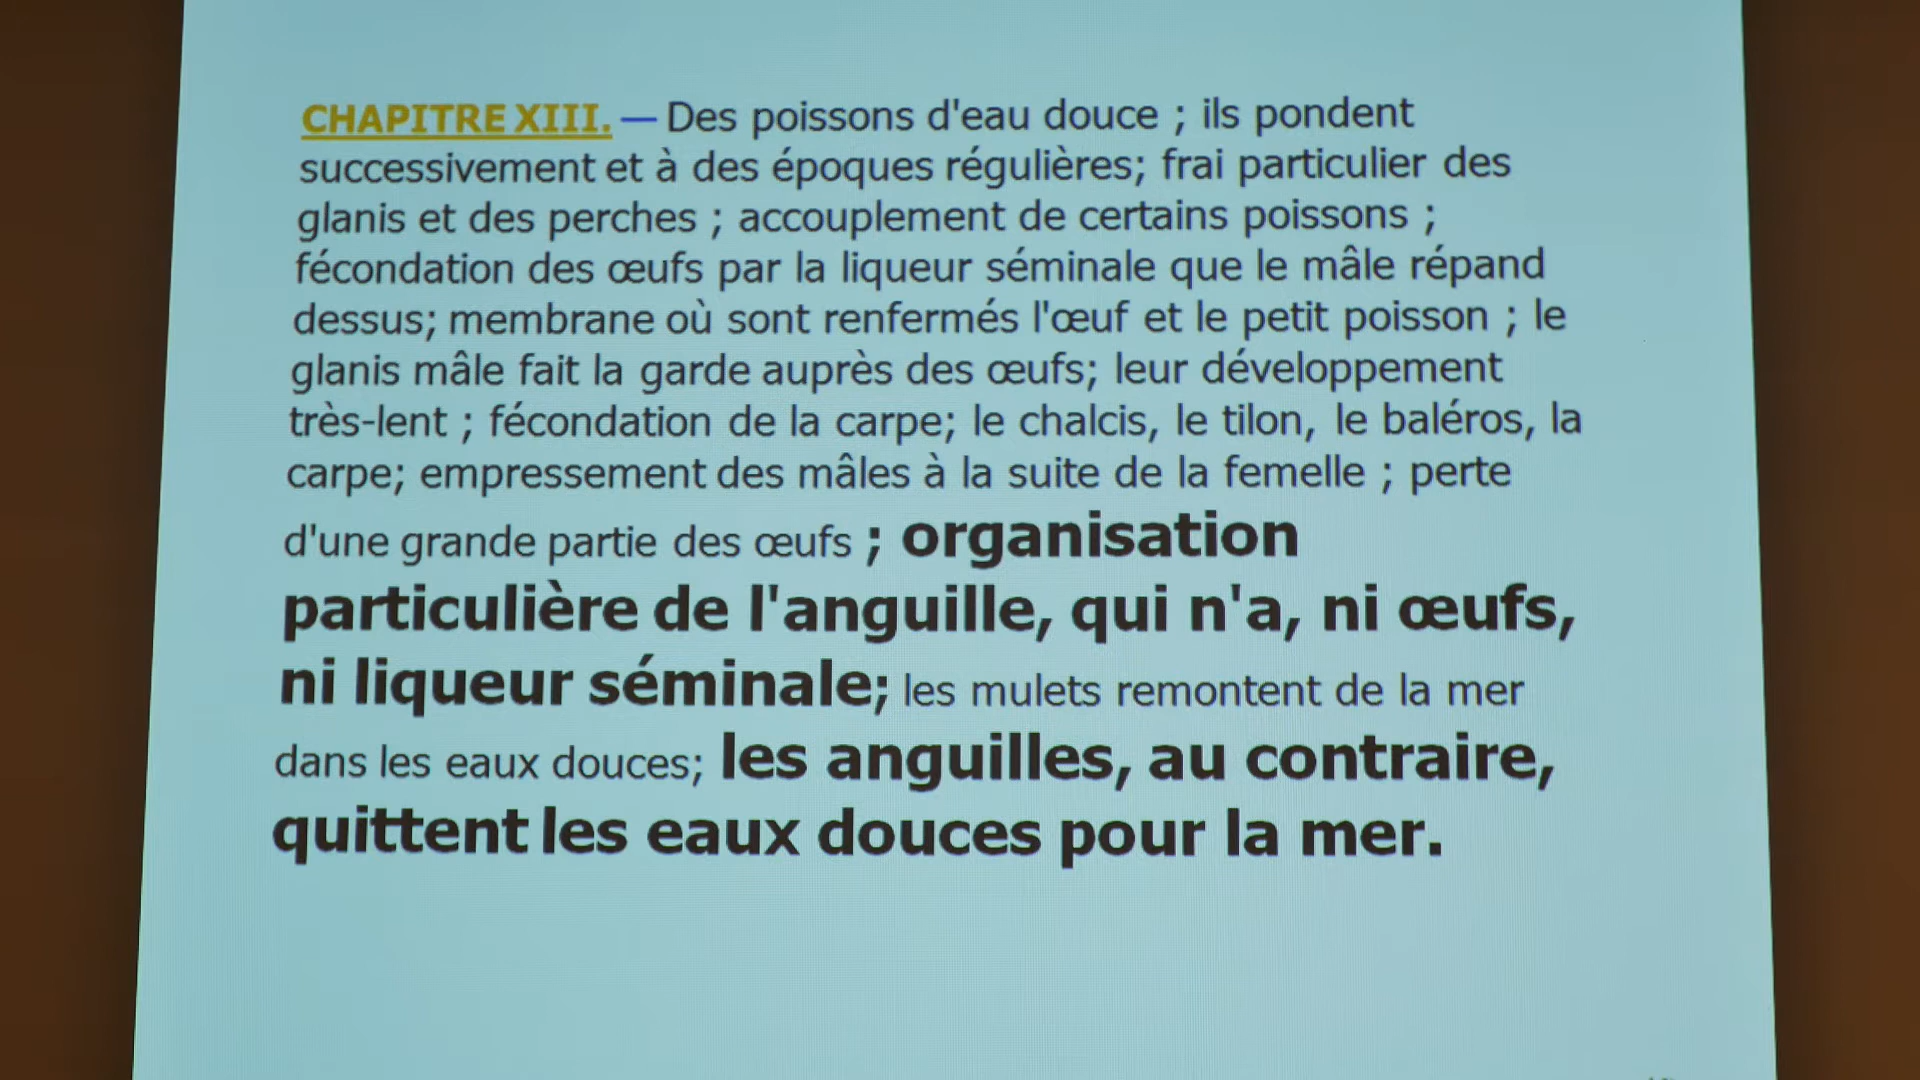 CHAPITRE XIII. — Des poissons d'eau douce ; ils pondent
successivement et à des époques régulières; frai particulier des
glanis et des perches ; accouplement de certains poissons ;
fécondation des œufs par la liqueur séminale que le mâle répand
dessus; membrane où sont renfermés l'œuf et le petit poisson ; le
glanis mâle fait la garde auprès des œufs; leur développement
très-lent ; fécondation de la carpe; le chalcis, le tilon, le baléros, la
carpe; empressement des mâles à la suite de la femelle ; perte
d'une grande partie des œufs ; organisation
particulière de l'anguille, qui n'a, ni œufs,
ni liqueur séminale; les mulets remontent de la mer
dans les eaux douces; les anguilles, au contraire,
quittent les eaux douces pour la mer.